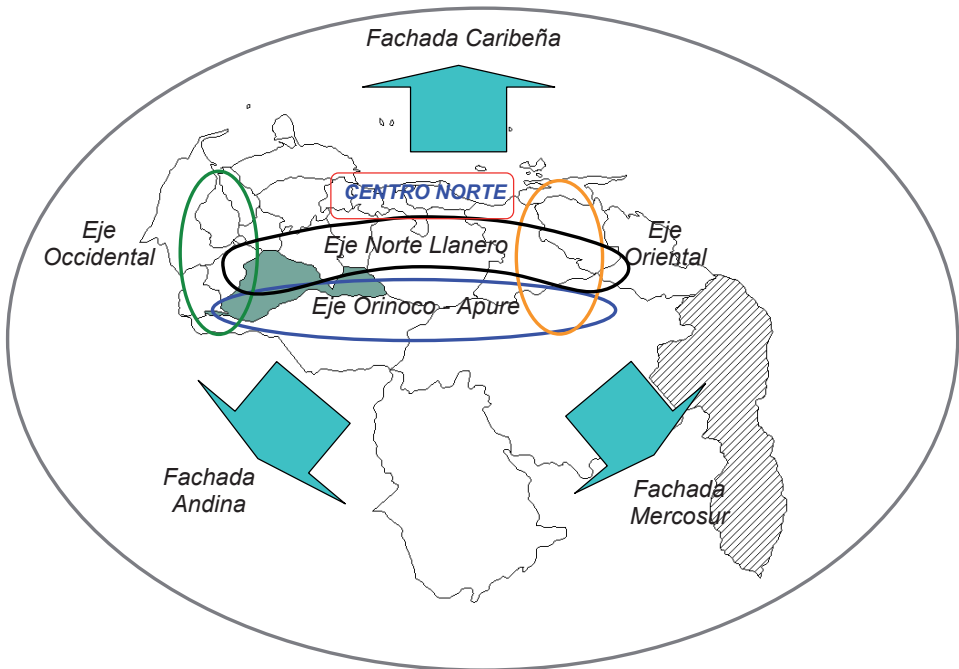 Fachada Caribeña
CENTRO NORTE
Eje
Occidental
Eje Norte Llanero
Eje
Oriental
Eje Orinoco - Apure
Fachada
Andina
Fachada
Mercosur